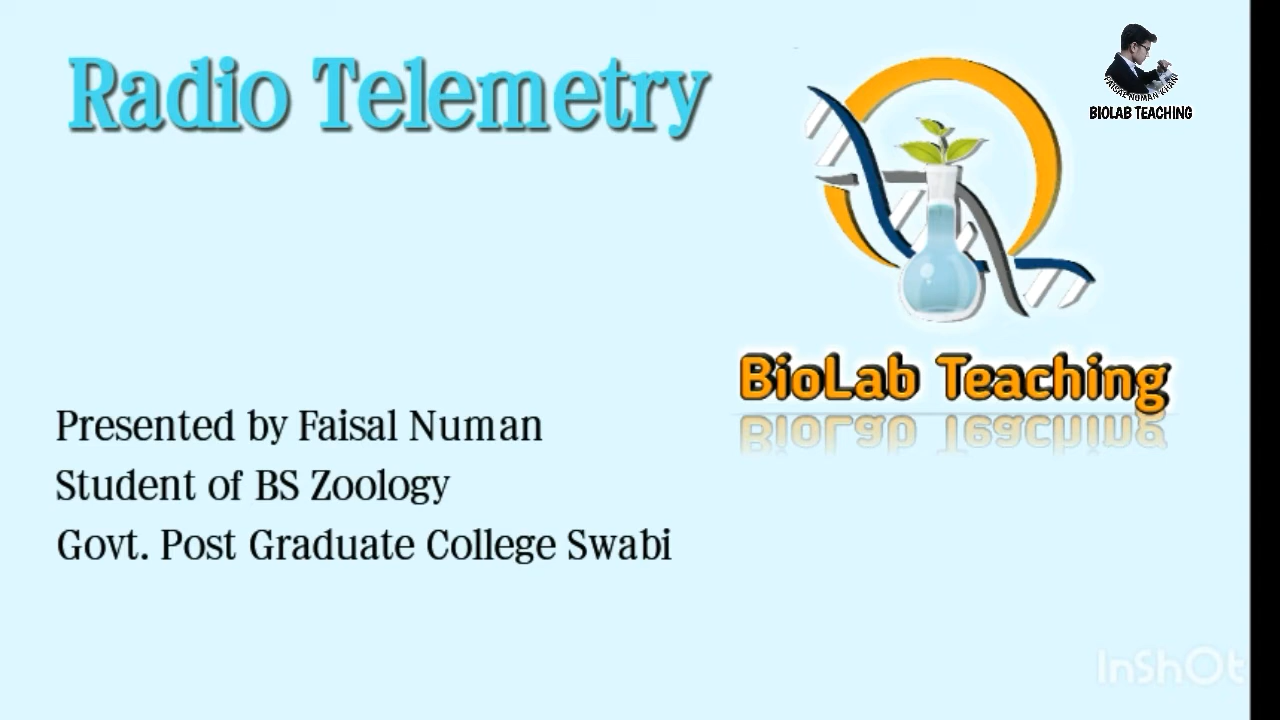 Radio Telemetry
BIOLAB TEACHING
BioLab Teaching
Presented by Faisal Numan
Student of BS Zoology
Govt. Post Graduate College Swabi
InShOt